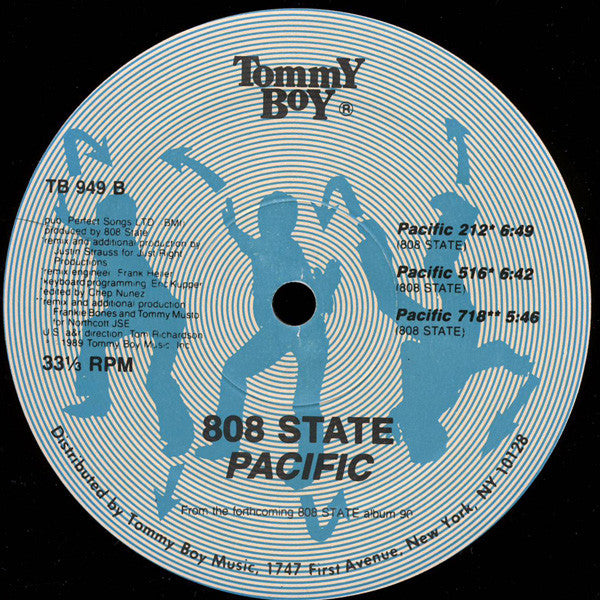 Tommy
Boy ®
TB 949 B
pub. Perfect Songs LTD (BMI)
produced by 808 State
remix and additional production by
Justin Strauss for Just Right
Productions
remix engineer: Frank Heller
keyboard programming: Eric Kupper
edited by Chep Nunez
remix and additional production
Frankie Bones and Tommy Musto
for Northcott JSE
U.S. a&r direction: Tom Richardson
1989 Tommy Boy Music, Inc.
33⅓ RPM
Pacific 212* 6:49
(808 STATE)
Pacific 516* 6:42
(808 STATE)
Pacific 718** 5:46
(808 STATE)
808 STATE
PACIFIC
From the forthcoming 808 STATE album 90
Distributed by Tommy Boy Music, 1747 First Avenue, New York, NY 10128